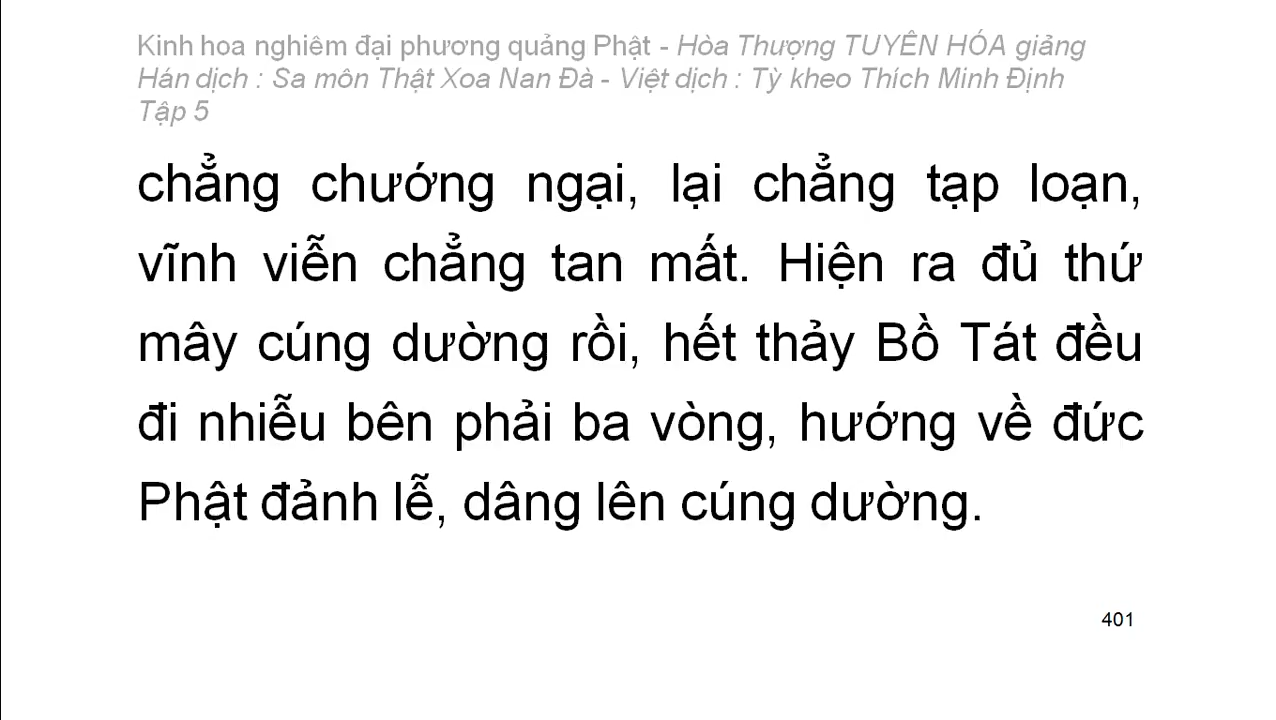 Kinh hoa nghiêm đại phương quảng Phật - Hòa Thượng TUYÊN HÓA giảng
Hán dịch : Sa môn Thật Xoa Nan Đà - Việt dịch : Tỳ kheo Thích Minh Định
Tập 5
chẳng chướng ngại, lại chẳng tạp loạn,
vĩnh viễn chẳng tan mất. Hiện ra đủ thứ
mây cúng dường rồi, hết thảy Bồ Tát đều
đi nhiễu bên phải ba vòng, hướng về đức
Phật đảnh lễ, dâng lên cúng dường.
401